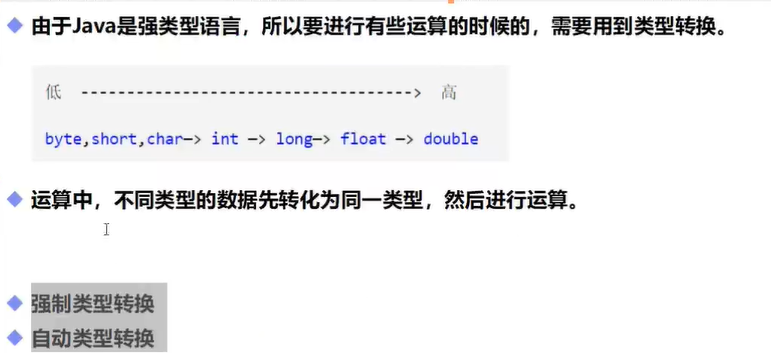 由于Java是强类型语言，所以要进行有些运算的时候的，需要用到类型转换。
低 ------------------------------------> 高
byte,short,char—> int —> long—> float —> double
运算中，不同类型的数据先转化为同一类型，然后进行运算。
强制类型转换
自动类型转换